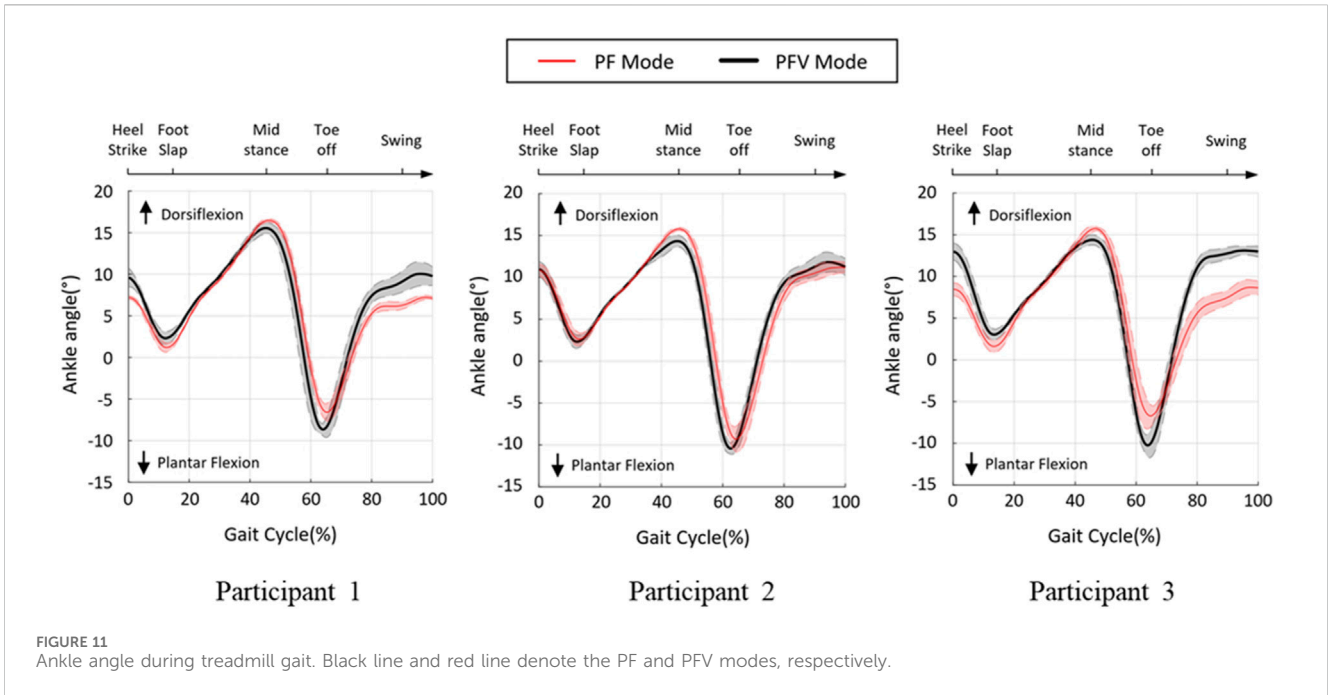 PF Mode PFV Mode
Heel Strike Foot Slap Mid stance Toe off Swing
20
15
10
5
0
-5
-10
-15
Ankle angle(°)
Dorsiflexion
Plantar Flexion
0 20 40 60 80 100
Gait Cycle(%)
Participant 1
Heel Strike Foot Slap Mid stance Toe off Swing
20
15
10
5
0
-5
-10
-15
Ankle angle(°)
Dorsiflexion
Plantar Flexion
0 20 40 60 80 100
Gait Cycle(%)
Participant 2
Heel Strike Foot Slap Mid stance Toe off Swing
20
15
10
5
0
-5
-10
-15
Ankle angle(°)
Dorsiflexion
Plantar Flexion
0 20 40 60 80 100
Gait Cycle(%)
Participant 3
FIGURE 11
Ankle angle during treadmill gait. Black line and red line denote the PF and PFV modes, respectively.